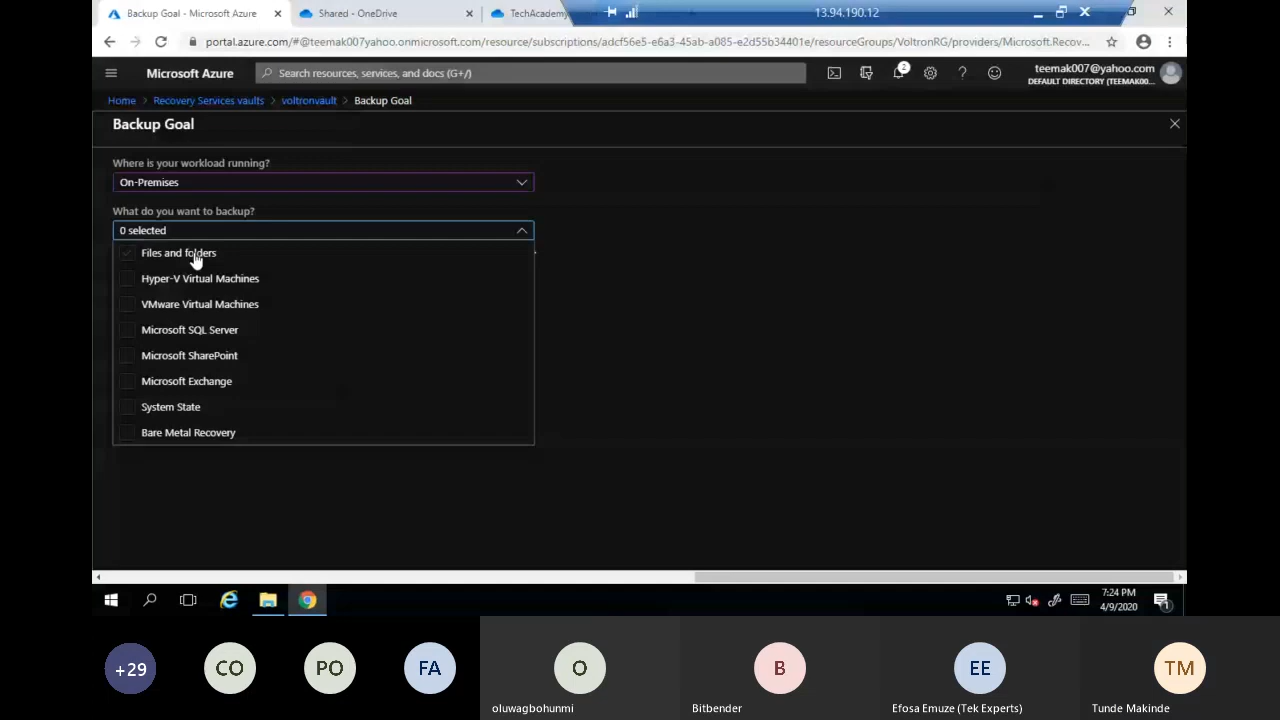 Backup Goal - Microsoft Azure
Shared - OneDrive
TechAcademy
13.94.190.12
portal.azure.com/#@teemak007yahoo.onmicrosoft.com/resource/subscriptions/adcf56e5-e6a3-45ab-a085-e2d55b34401e/resourceGroups/VoltronRG/providers/Microsoft.Recov...
Microsoft Azure
Search resources, services, and docs (G+/)
2
teemak007@yahoo.com
DEFAULT DIRECTORY (TEEMAK00...
Home > Recovery Services vaults > voltronvault > Backup Goal
Backup Goal
Where is your workload running?
On-Premises
What do you want to backup?
0 selected
Files and folders
Hyper-V Virtual Machines
VMware Virtual Machines
Microsoft SQL Server
Microsoft SharePoint
Microsoft Exchange
System State
Bare Metal Recovery
7:24 PM
4/9/2020
1
+29
CO
PO
FA
O
B
EE
TM
oluwagbohunmi
Bitbender
Efosa Emuze (Tek Experts)
Tunde Makinde